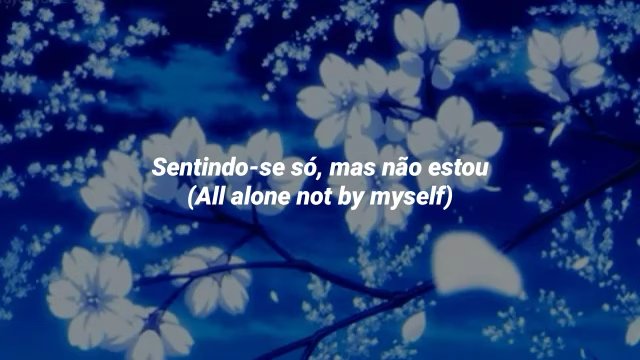 Sentindo-se só, mas não estou
(All alone not by myself)